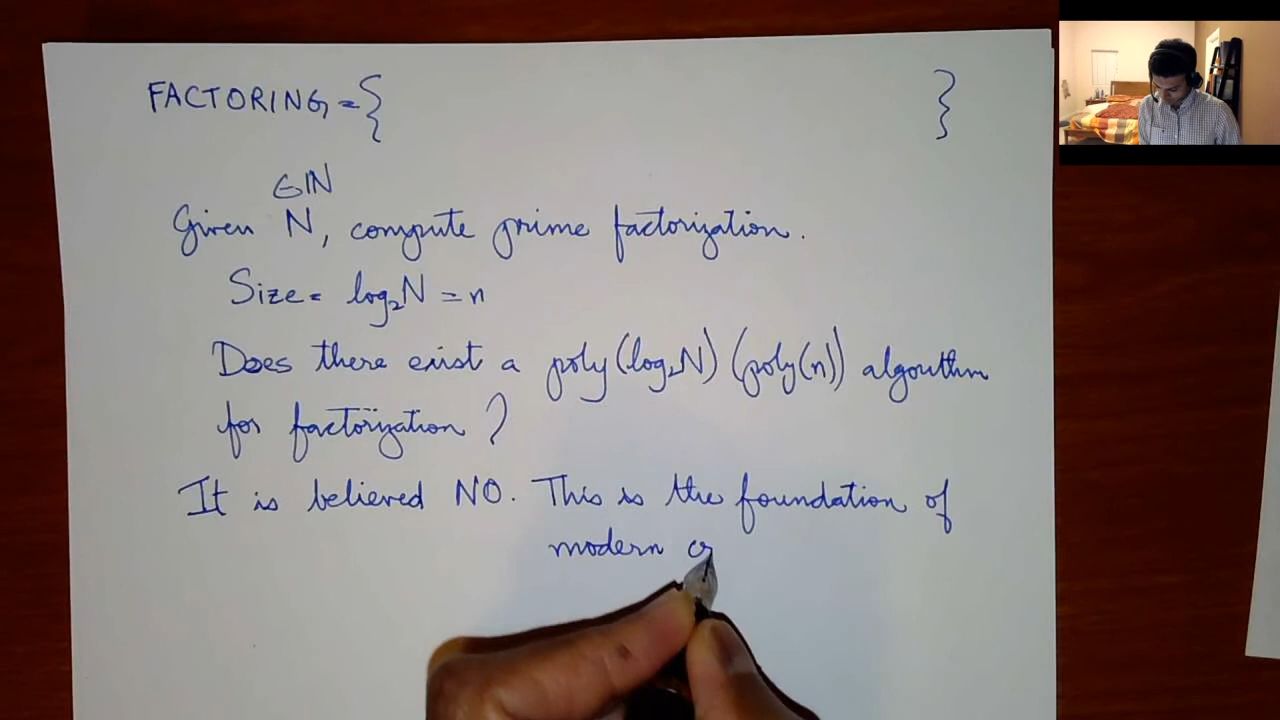 FACTORING = { }
∈ ℕ
Given N, compute prime factorization.
Size = log₂N = n
Does there exist a poly(log₂N) (poly(n)) algorithm
for factorization ?
It is believed NO. This is the foundation of
modern cr